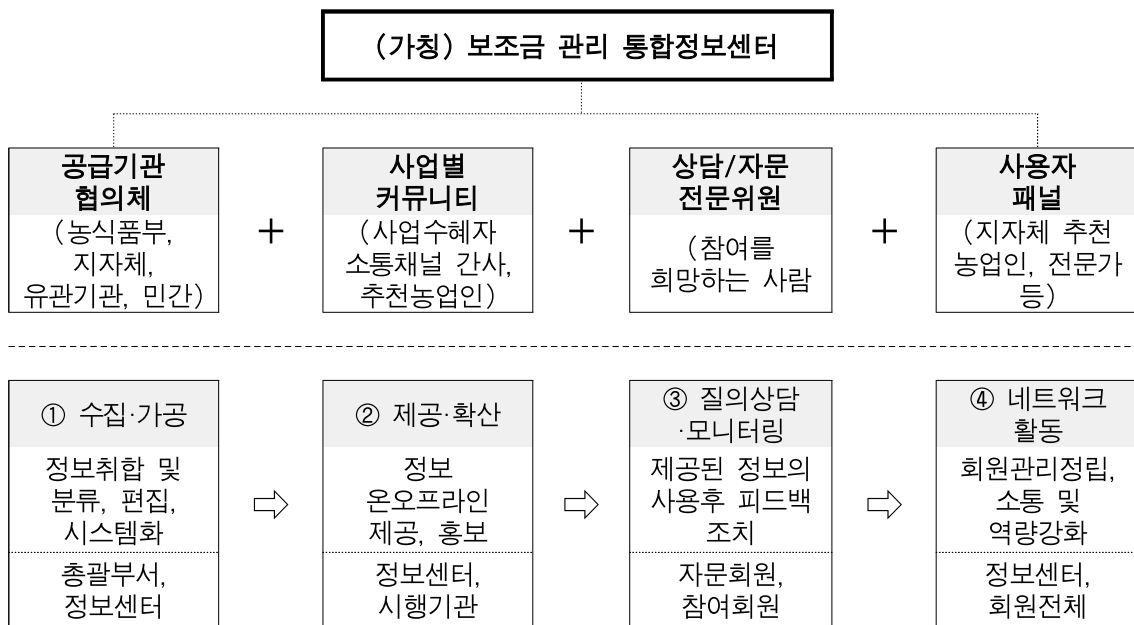 (가칭) 보조금 관리 통합정보센터
공급기관
협의체
(농식품부,
지자체,
유관기관, 민간)
+
사업별
커뮤니티
(사업수혜자
소통채널 간사,
추천농업인)
+
상담/자문
전문위원
(참여를
희망하는 사람
+
사용자
패널
(지자체 추천
농업인, 전문가
등)
① 수집·가공
정보취합 및
분류, 편집,
시스템화
총괄부서,
정보센터
⇨
② 제공·확산
정보
온오프라인
제공, 홍보
정보센터,
시행기관
⇨
③ 질의상담
·모니터링
제공된 정보의
사용후 피드백
조치
자문회원,
참여회원
⇨
④ 네트워크
활동
회원관리정립,
소통 및
역량강화
정보센터,
회원전체